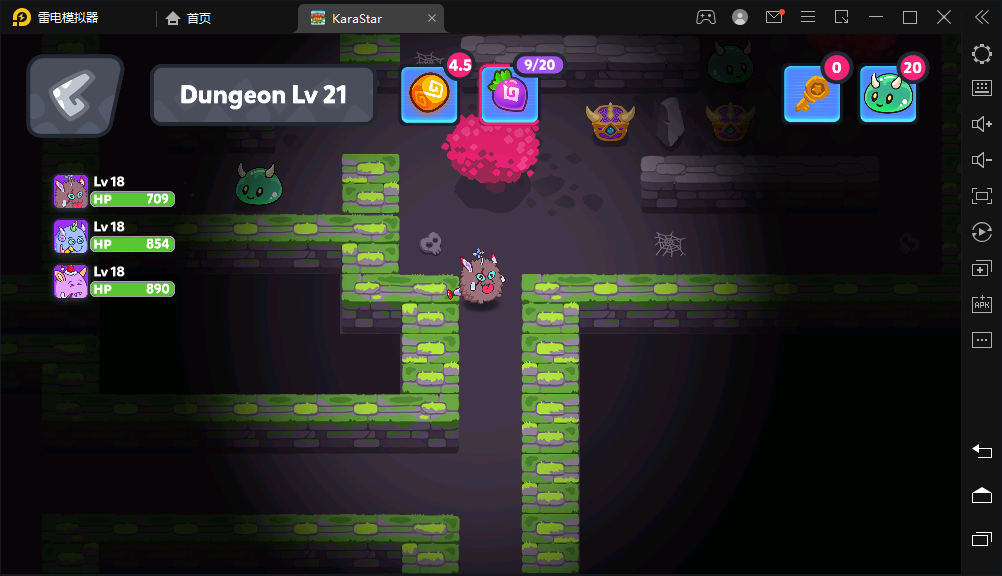 雷电模拟器
首页
KaraStar
Dungeon Lv 21
4.5
9/20
0
20
Lv 18
HP 709
Lv 18
HP 854
Lv 18
HP 890
APK